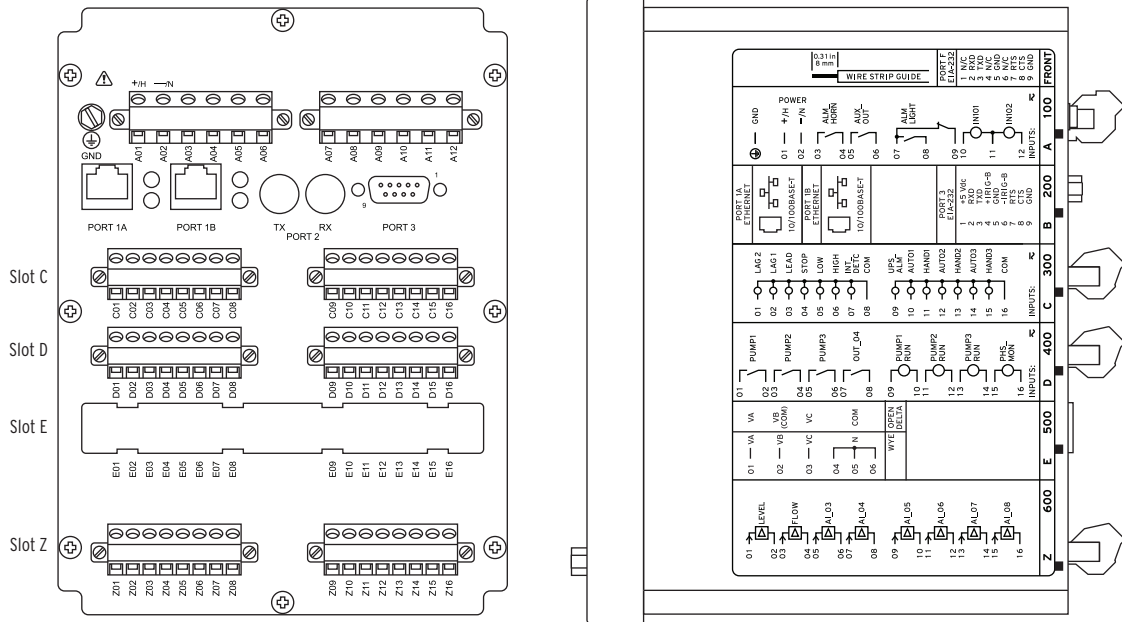 +/H —/N
A01 A02 A03 A04 A05 A06
A07 A08 A09 A10 A11 A12
GND
9
1
PORT 1A
PORT 1B
TX
RX
PORT 2
PORT 3
Slot C
C01 C02 C03 C04 C05 C06 C07 C08
C09 C10 C11 C12 C13 C14 C15 C16
Slot D
D01 D02 D03 D04 D05 D06 D07 D08
D09 D10 D11 D12 D13 D14 D15 D16
Slot E
E01 E02 E03 E04 E05 E06 E07 E08
E09 E10 E11 E12 E13 E14 E15 E16
Slot Z
Z01 Z02 Z03 Z04 Z05 Z06 Z07 Z08
Z09 Z10 Z11 Z12 Z13 Z14 Z15 Z16
0.31 in
8 mm
WIRE STRIP GUIDE
PORT F
EIA-232
1 N/C
2 RXD
3 TXD
4 N/C
5 GND
6 N/C
7 RTS
8 CTS
9 GND
FRONT
GND
POWER
01 +/H
02 —/N
03 ALM_HORN 04
05 AUX_OUT 06
07 ALM LIGHT 08
09
10 IN101
11
12 IN102
INPUTS:
A 100
PORT 1A
ETHERNET
10/100BASE-T
PORT 1B
ETHERNET
10/100BASE-T
PORT 3
EIA-232
1 +5 Vdc
2 RXD
3 TXD
4 +IRIG-B
5 GND
6 -IRIG-B
7 RTS
8 CTS
9 GND
B 200
01 LAG 2
02 LAG 1
03 LEAD
04 STOP
05 LOW
06 HIGH
07 INT_DETC
08 COM
09 UPS_ALM
10 AUTO1
11 HAND1
12 AUTO2
13 HAND2
14 AUTO3
15 HAND3
16 COM
INPUTS:
C 300
01 PUMP1 02
03 PUMP2 04
05 PUMP3 06
07 OUT_04 08
09 PUMP1 RUN 10
11 PUMP2 RUN 12
13 PUMP3 RUN 14
15 PHS_MON 16
INPUTS:
D 400
VA
VB (COM)
VC
COM
OPEN DELTA
01 VA
02 VB
03 VC
04
05 N
06
WYE
E 500
01 LEVEL 02
03 FLOW 04
05 AI_03 06
07 AI_04 08
09 AI_05 10
11 AI_06 12
13 AI_07 14
15 AI_08 16
Z 600